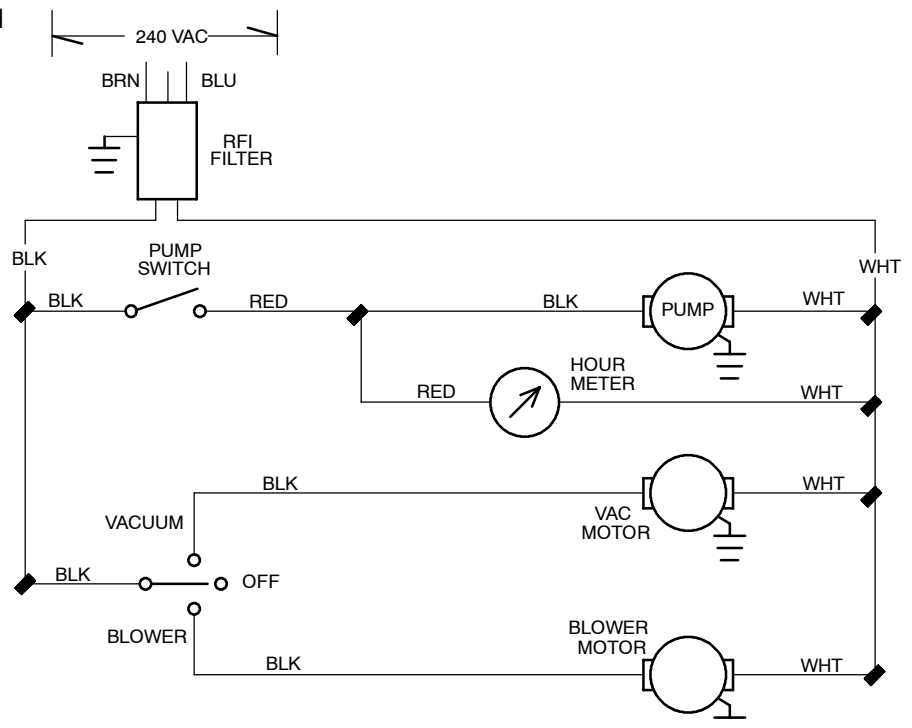 240 VAC
BRN
BLU
RFI
FILTER
BLK
PUMP
SWITCH
WHT
BLK
RED
BLK
PUMP
WHT
HOUR
METER
RED
WHT
BLK
WHT
VACUUM
VAC
MOTOR
BLK
OFF
BLOWER
BLOWER
MOTOR
BLK
WHT